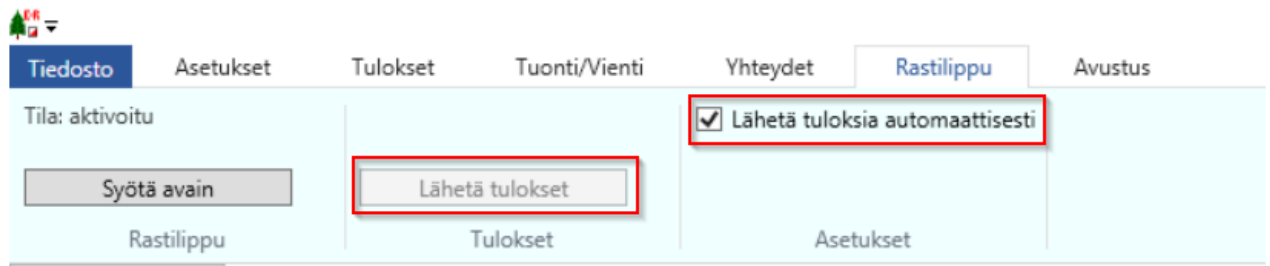 E-R
Tiedosto Asetukset Tulokset Tuonti/Vienti Yhteydet Rastilippu Avustus
Tila: aktivoitu
Lähetä tuloksia automaattisesti
Syötä avain
Lähetä tulokset
Rastilippu Tulokset Asetukset